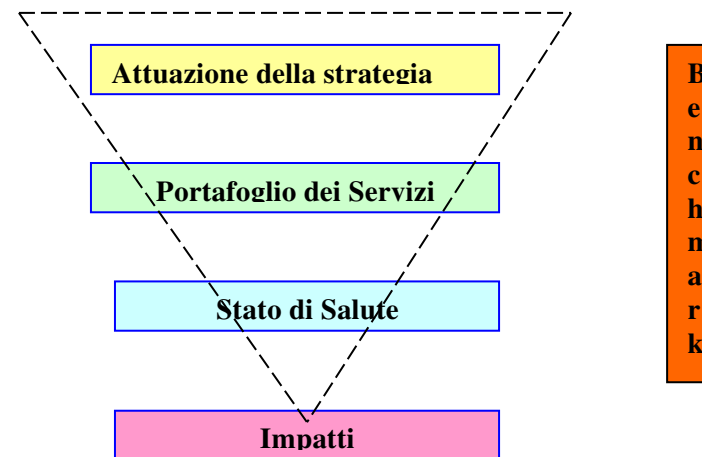 Attuazione della strategia
Portafoglio dei Servizi
Stato di Salute
Impatti
B
e
n
c
h
m
a
r
k